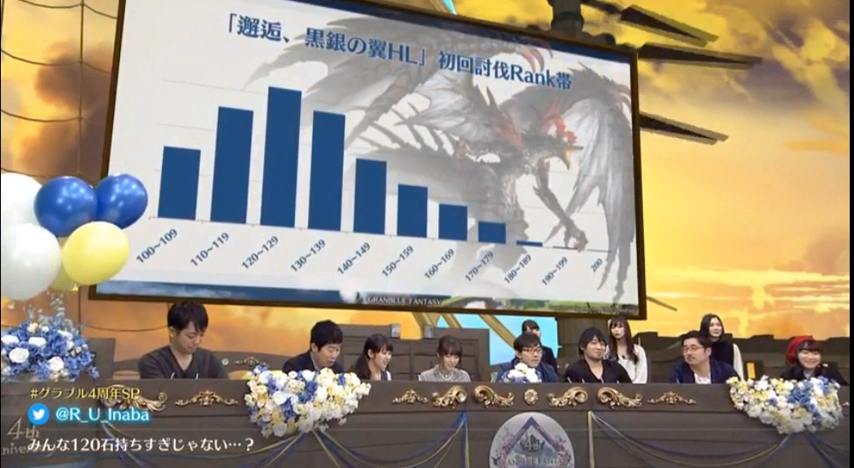 「邂逅、黒銀の翼HL」初回討伐Rank帯
100~109
110~119
120~129
130~139
140~149
150~159
160~169
170~179
180~189
190~199
200
GRANBLUE FANTASY
#グラブル4周年SP
@R_U_Inaba
みんな120石持ちすぎじゃない…?
4th
4th